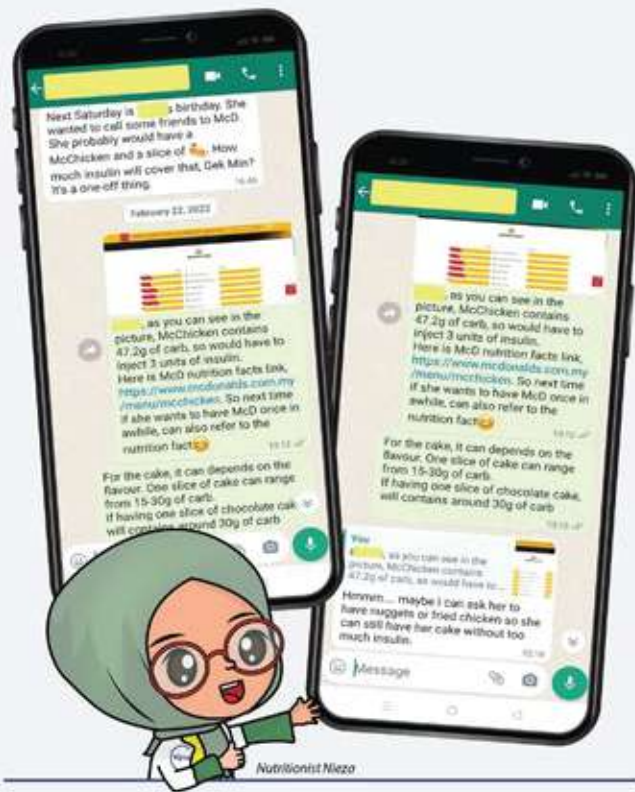 Next Saturday is s birthday. She
wanted to call some friends to McD.
She probably would have a
McChicken and a slice of 🍰. How
much insulin will cover that, Gek Min?
It's a one-off thing.
February 22, 2022
, as you can see in the
picture, McChicken contains
47.2g of carb, so would have to
inject 3 units of insulin.
Here is McD nutrition facts link,
https://www.mcdonalds.com.my
/menu/mcchicken. So next time
if she wants to have McD once in
awhile, can also refer to the
nutrition fact😊
For the cake, it can depends on the
flavour. One slice of cake can range
from 15-30g of carb.
If having one slice of chocolate cak
will contains around 30g of carb
, as you can see in the
picture, McChicken contains
47.2g of carb, so would have to
inject 3 units of insulin.
Here is McD nutrition facts link,
https://www.mcdonalds.com.my
/menu/mcchicken. So next time
if she wants to have McD once in
awhile, can also refer to the
nutrition fact😊
For the cake, it can depends on the
flavour. One slice of cake can range
from 15-30g of carb.
If having one slice of chocolate cake,
will contains around 30g of carb
You
, as you can see in the
picture, McChicken contains
47.2g of carb, so would have to...
Hmmm.... maybe I can ask her to
have nuggets or fried chicken so she
can still have her cake without too
much insulin.
Message
Nutritionist Nieza